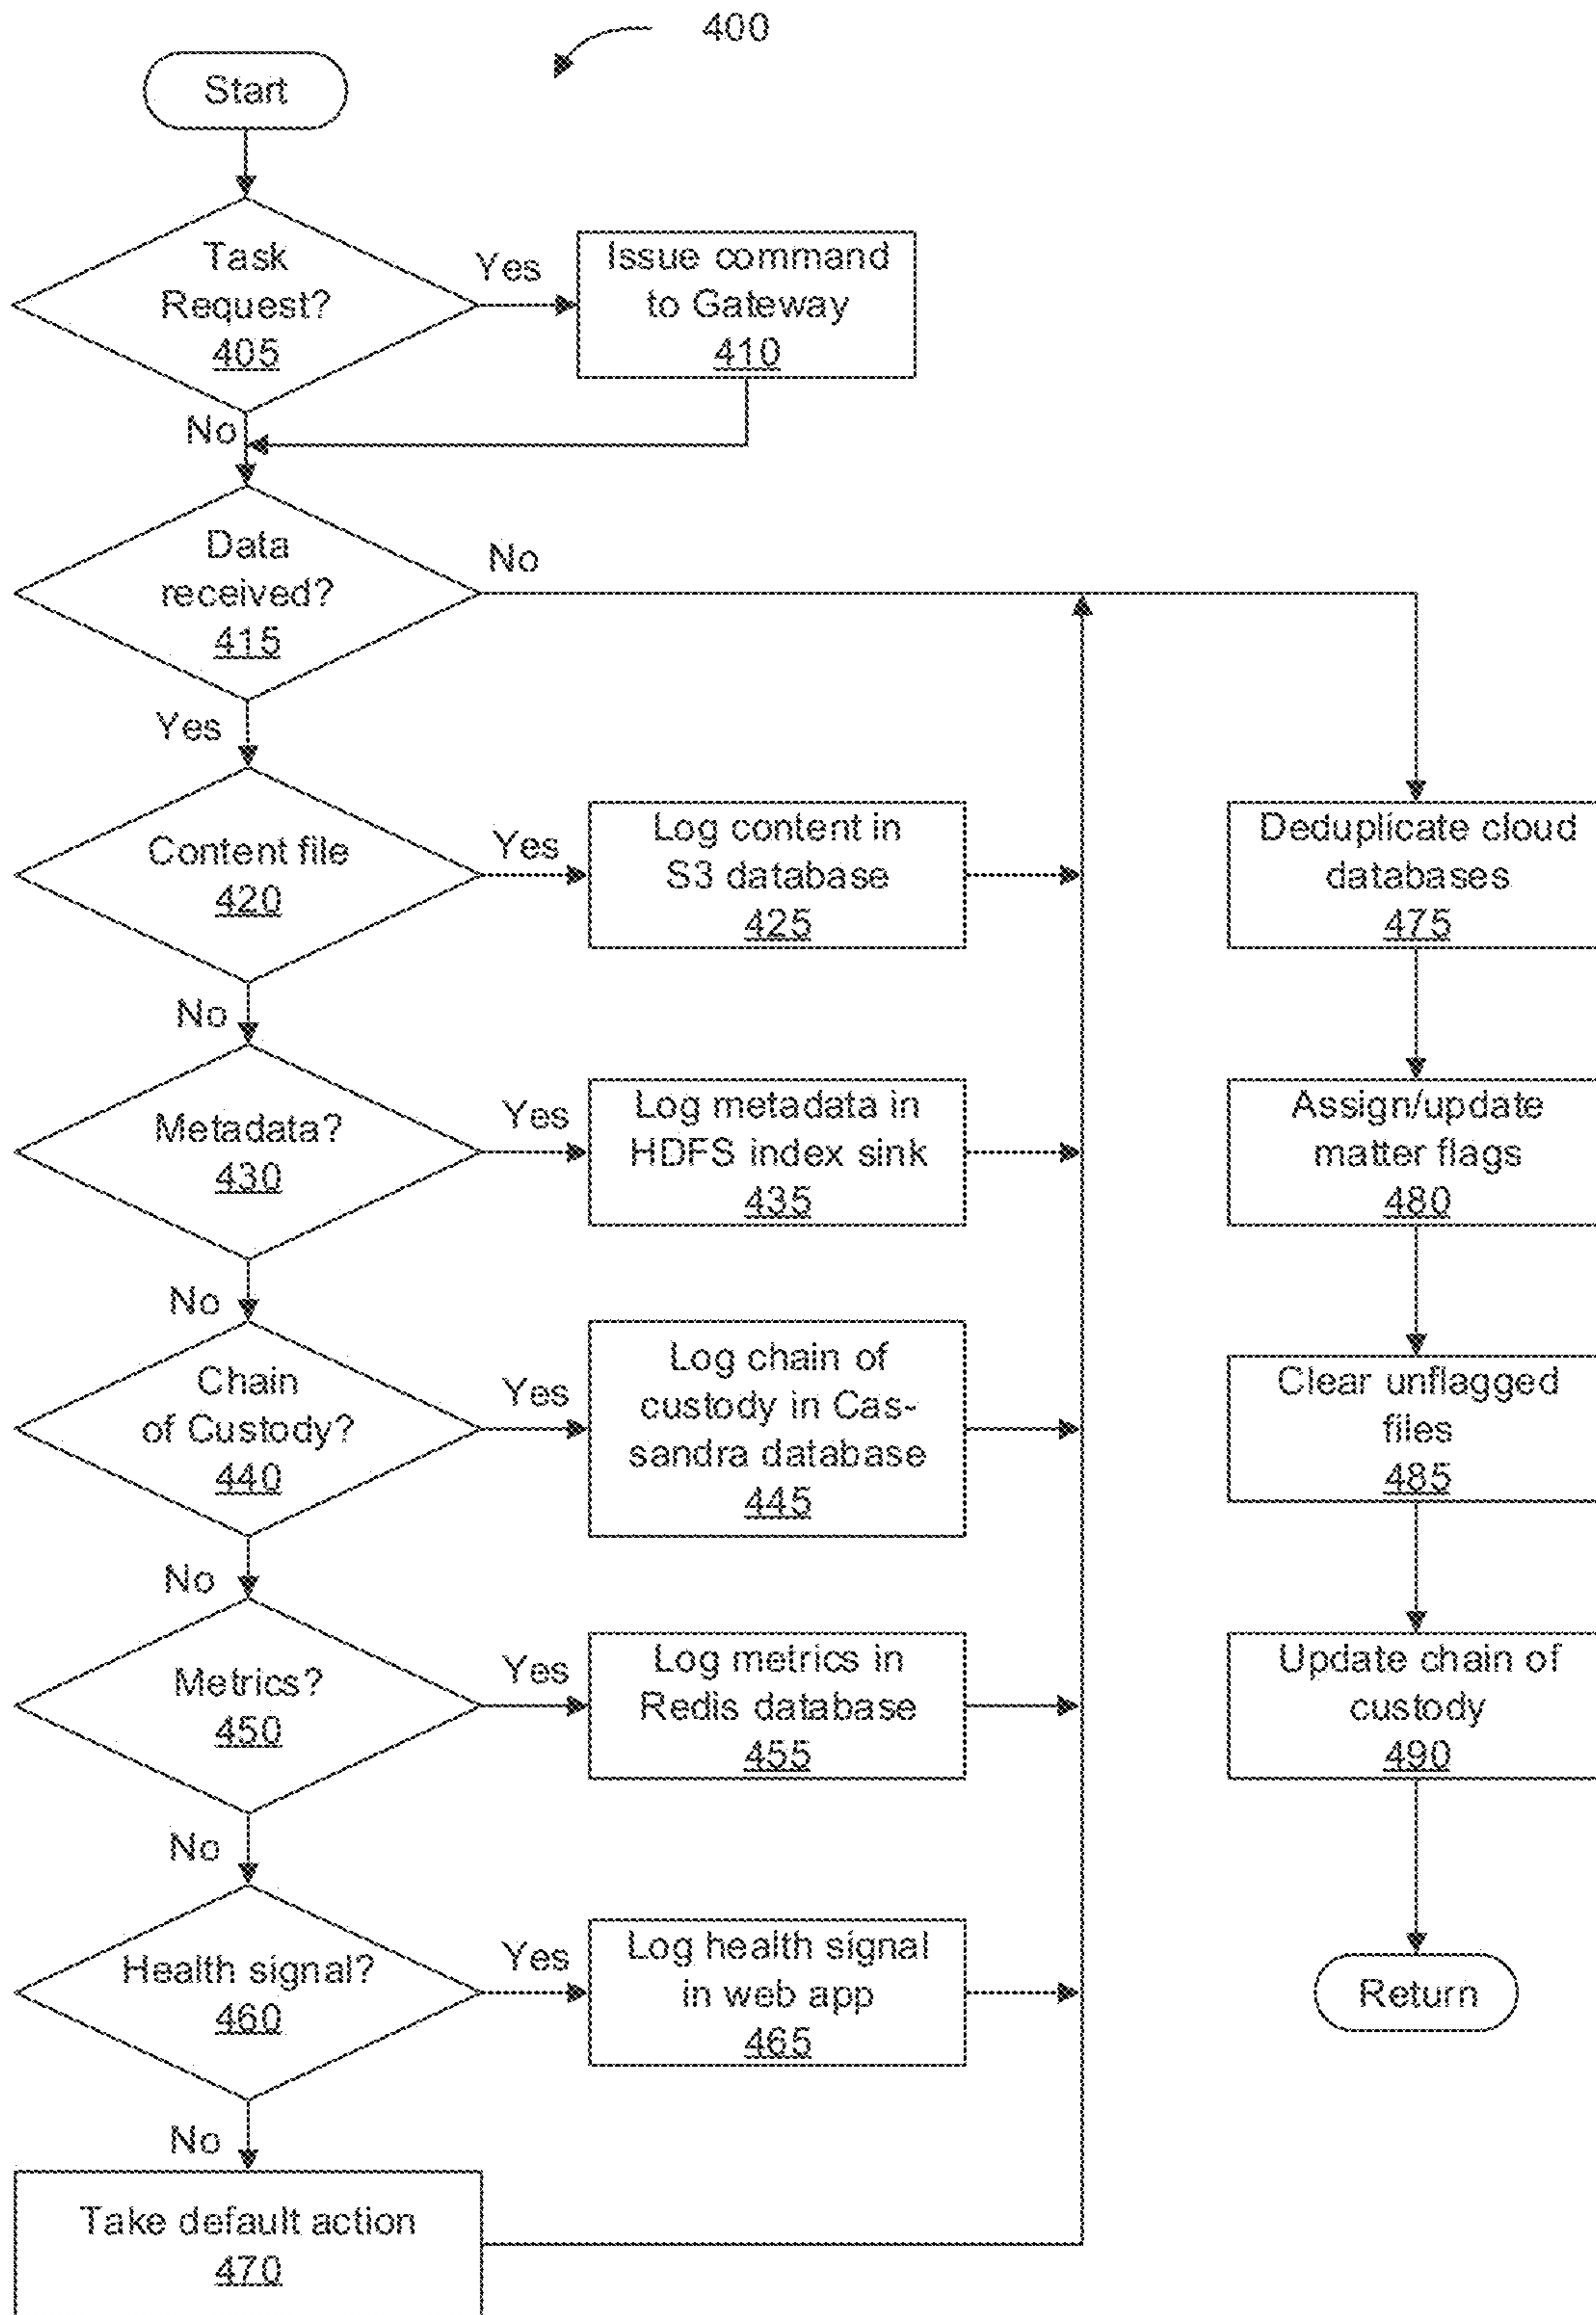 400
Start
Task
Request?
405
Yes
Issue command
to Gateway
410
No
Data
received?
415
No
Yes
Content file
420
Yes
Log content in
S3 database
425
Deduplicate cloud
databases
475
No
Metadata?
430
Yes
Log metadata in
HDFS index sink
435
Assign/update
matter flags
480
No
Chain
of Custody?
440
Yes
Log chain of
custody in Cas-
sandra database
445
Clear unflagged
files
485
No
Metrics?
450
Yes
Log metrics in
Redis database
455
Update chain of
custody
490
No
Health signal?
460
Yes
Log health signal
in web app
465
Return
No
Take default action
470